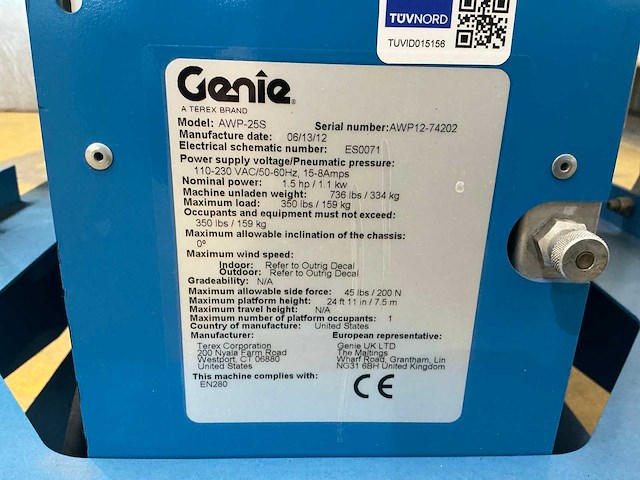 TÜVNORD
TUVID015156
Genie
A TEREX BRAND
Model: AWP-25S Serial number: AWP12-74202
Manufacture date: 06/13/12
Electrical schematic number: ES0071
Power supply voltage/Pneumatic pressure:
110-230 VAC/50-60Hz, 15-8Amps
Nominal power: 1.5 hp / 1.1 kw
Machine unladen weight: 736 lbs / 334 kg
Maximum load: 350 lbs / 159 kg
Occupants and equipment must not exceed:
350 lbs / 159 kg
Maximum allowable inclination of the chassis:
0°
Maximum wind speed:
Indoor: Refer to Outrig Decal
Outdoor: Refer to Outrig Decal
Gradeability: N/A
Maximum allowable side force: 45 lbs / 200 N
Maximum platform height: 24 ft 11 in / 7.5 m
Maximum travel height: N/A
Maximum number of platform occupants: 1
Country of manufacture: United States
Manufacturer: European representative:
Terex Corporation Genie UK LTD
200 Nyala Farm Road The Maltings
Westport, CT 06880 Wharf Road, Grantham, Lin
United States NG31 6BH United Kingdom
This machine complies with:
EN280 CE